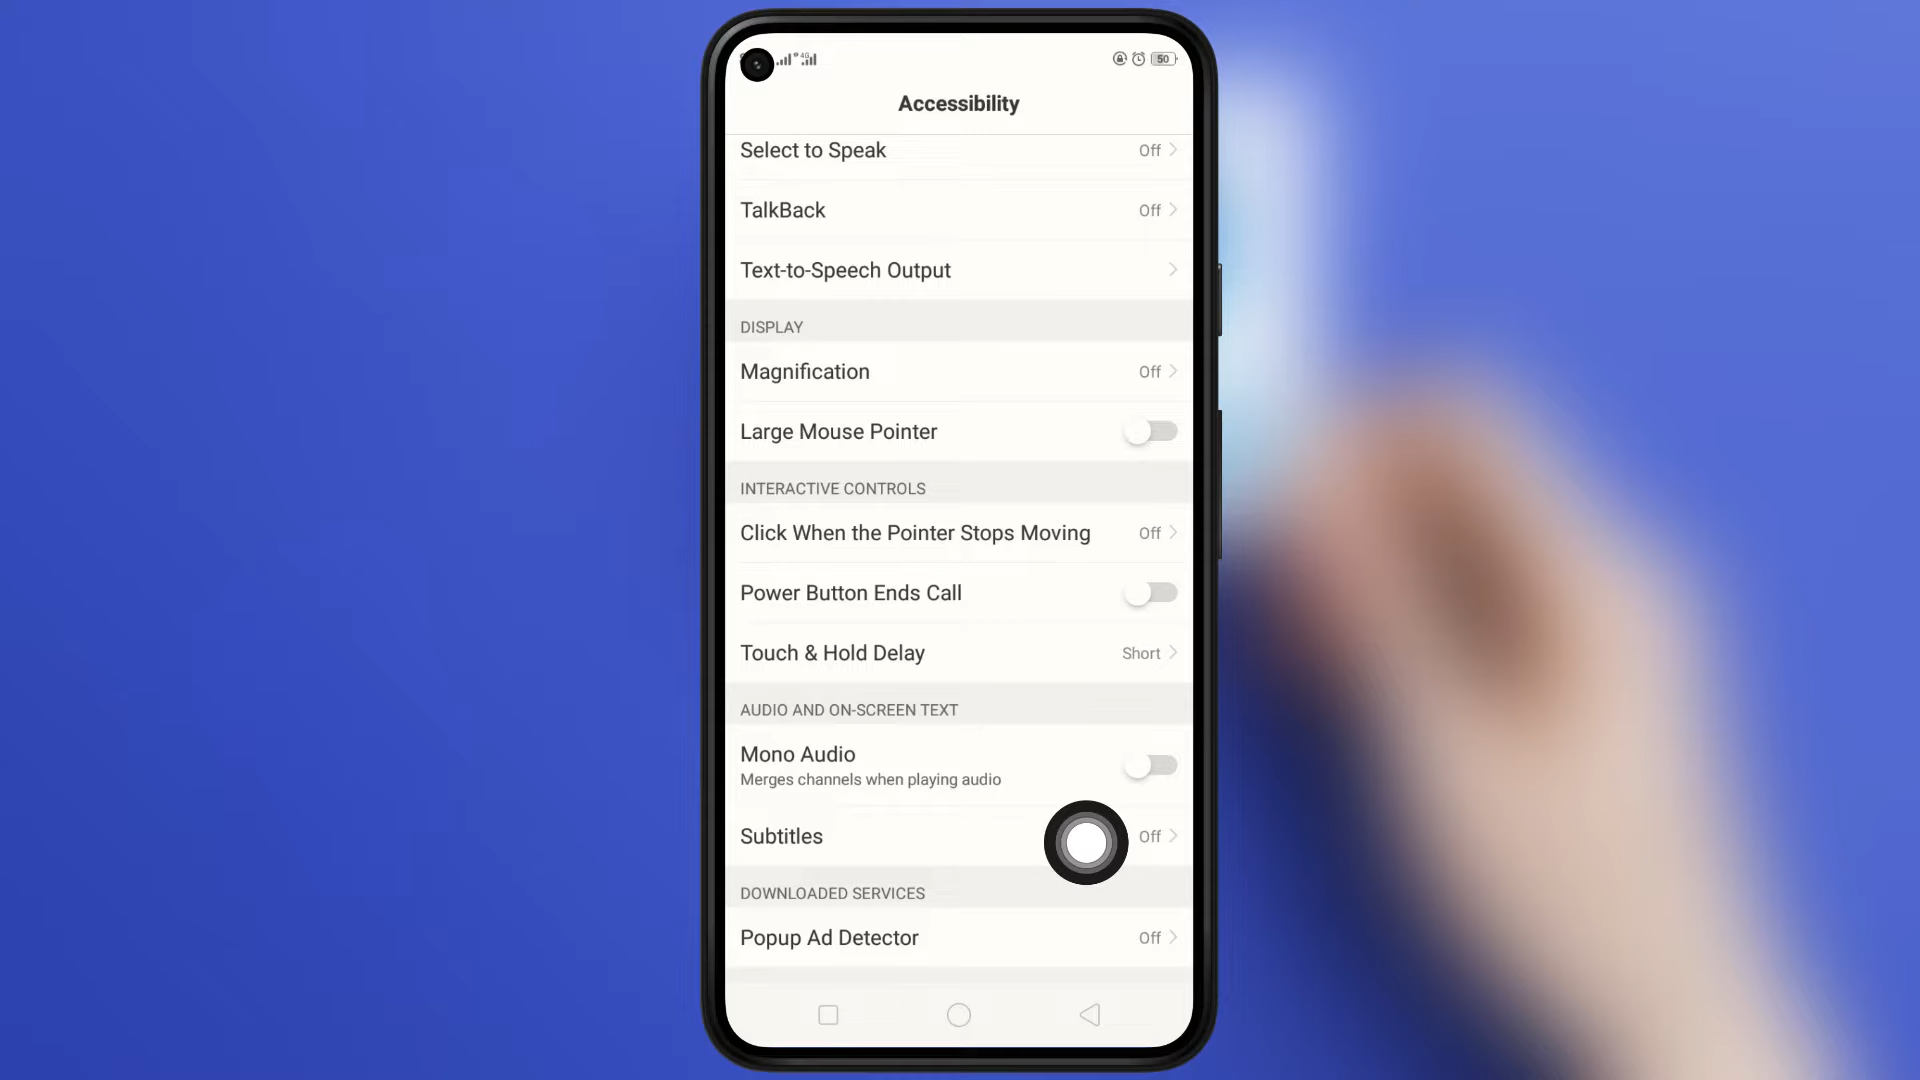 4G
50
Accessibility
Select to Speak Off
TalkBack Off
Text-to-Speech Output
DISPLAY
Magnification Off
Large Mouse Pointer
INTERACTIVE CONTROLS
Click When the Pointer Stops Moving Off
Power Button Ends Call
Touch & Hold Delay Short
AUDIO AND ON-SCREEN TEXT
Mono Audio
Merges channels when playing audio
Subtitles Off
DOWNLOADED SERVICES
Popup Ad Detector Off